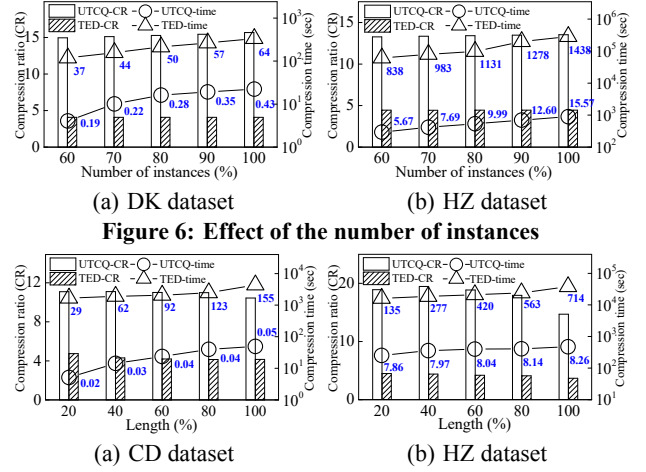 UTCQ-CR UTCQ-time
TED-CR TED-time
Compression ratio (CR)
15
10
5
0
37 44 50 57 64
0.19 0.22 0.28 0.35 0.43
60 70 80 90 100
Number of instances (%)
10^3
10^2
10^1
10^0
Compression time (sec)
(a) DK dataset
UTCQ-CR UTCQ-time
TED-CR TED-time
Compression ratio (CR)
15
10
5
0
838 983 1131 1278 1438
5.67 7.69 9.99 12.60 15.57
60 70 80 90 100
Number of instances (%)
10^6
10^5
10^4
10^3
10^2
Compression time (sec)
(b) HZ dataset
Figure 6: Effect of the number of instances
UTCQ-CR UTCQ-time
TED-CR TED-time
Compression ratio (CR)
12
8
4
0
29 62 92 123 155
0.02 0.03 0.04 0.04 0.05
20 40 60 80 100
Length (%)
10^4
10^3
10^2
10^1
10^0
Compression time (sec)
(a) CD dataset
UTCQ-CR UTCQ-time
TED-CR TED-time
Compression ratio (CR)
20
10
0
135 277 420 563 714
7.86 7.97 8.04 8.14 8.26
20 40 60 80 100
Length (%)
10^5
10^4
10^3
10^2
10^1
Compression time (sec)
(b) HZ dataset